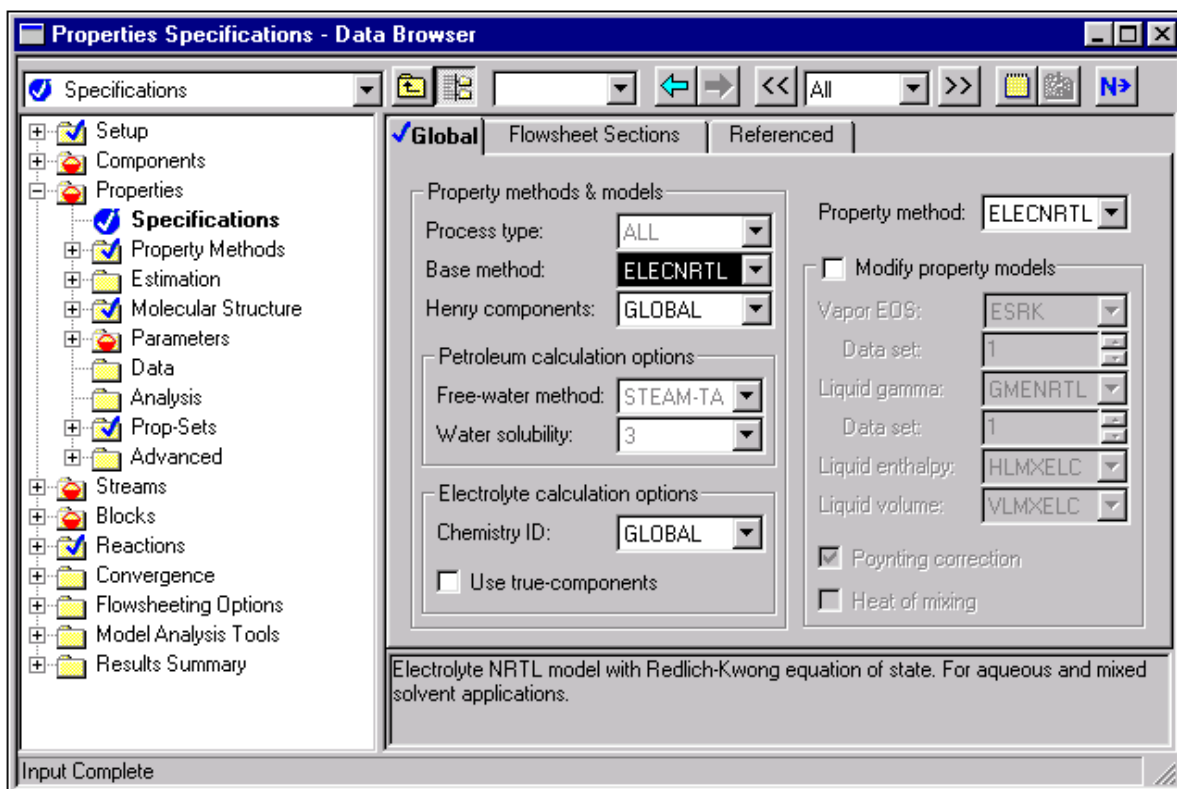 Properties Specifications - Data Browser
Specifications
<<
All
>>
N
Setup
Components
Properties
Specifications
Property Methods
Estimation
Molecular Structure
Parameters
Data
Analysis
Prop-Sets
Advanced
Streams
Blocks
Reactions
Convergence
Flowsheeting Options
Model Analysis Tools
Results Summary
Global Flowsheet Sections Referenced
Property methods & models
Process type: ALL
Base method: ELECNRTL
Henry components: GLOBAL
Petroleum calculation options
Free-water method: STEAM-TA
Water solubility: 3
Electrolyte calculation options
Chemistry ID: GLOBAL
Use true-components
Property method: ELECNRTL
Modify property models
Vapor EOS: ESRK
Data set: 1
Liquid gamma: GMENRTL
Data set: 1
Liquid enthalpy: HLMXELC
Liquid volume: VLMXELC
Poynting correction
Heat of mixing
Electrolyte NRTL model with Redlich-Kwong equation of state. For aqueous and mixed
solvent applications.
Input Complete